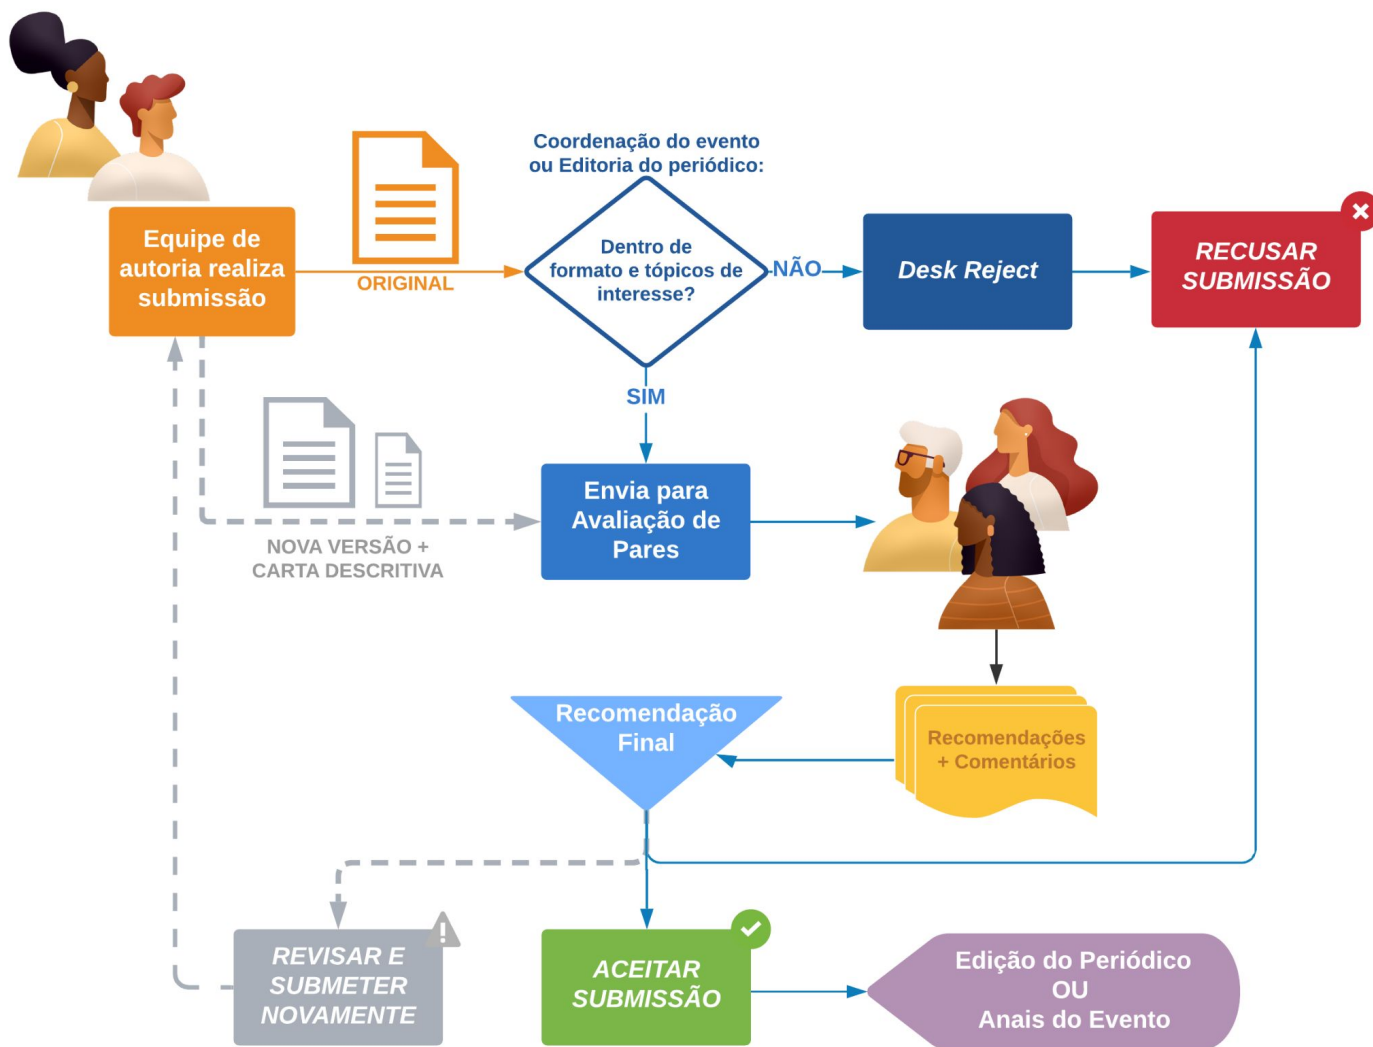 Coordenação do evento
ou Editoria do periódico:
Equipe de
autoria realiza
submissão
ORIGINAL
Dentro de
formato e tópicos de
interesse?
NÃO
Desk Reject
RECUSAR
SUBMISSÃO
SIM
NOVA VERSÃO +
CARTA DESCRITIVA
Envia para
Avaliação de
Pares
Recomendações
+ Comentários
Recomendação
Final
REVISAR E
SUBMETER
NOVAMENTE
ACEITAR
SUBMISSÃO
Edição do Periódico
OU
Anais do Evento